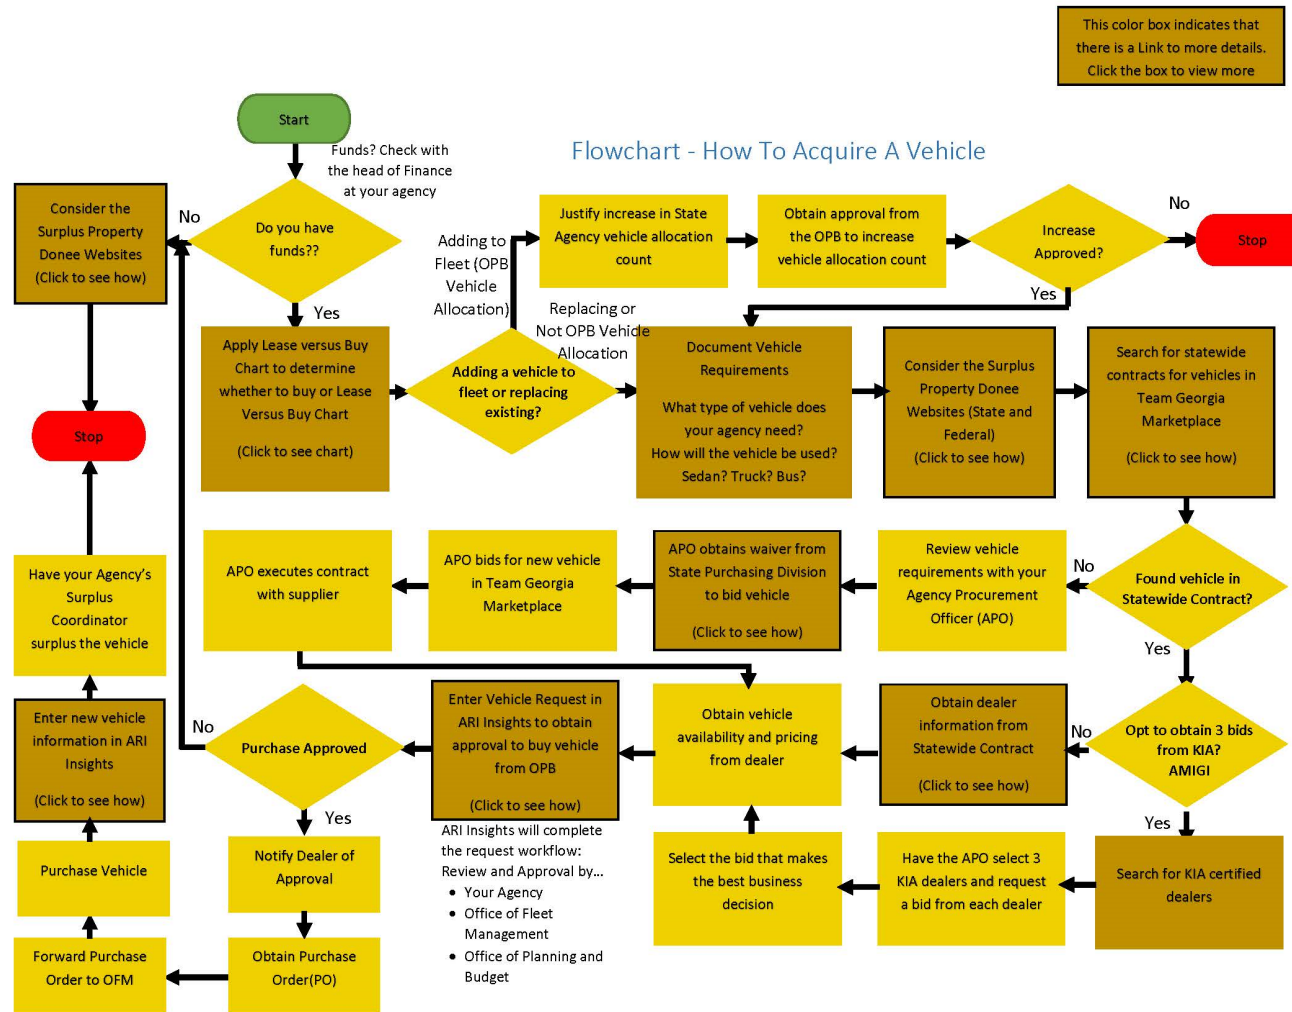 This color box indicates that
there is a Link to more details.
Click the box to view more
Start
Flowchart - How To Acquire A Vehicle
Funds? Check with
the head of Finance
at your agency
Consider the
Surplus Property
Donee Websites
(Click to see how)
No
Do you have
funds??
Yes
Adding to
Fleet (OPB
Vehicle
Allocation)
Justify increase in State
Agency vehicle allocation
count
Obtain approval from
the OPB to increase
vehicle allocation count
Increase
Approved?
No
Stop
Yes
Apply Lease versus Buy
Chart to determine
whether to buy or Lease
Versus Buy Chart
(Click to see chart)
Replacing or
Not OPB Vehicle
Allocation
Adding a vehicle to
fleet or replacing
existing?
Document Vehicle
Requirements
What type of vehicle does
your agency need?
How will the vehicle be used?
Sedan? Truck? Bus?
Consider the Surplus
Property Donee
Websites (State and
Federal)
(Click to see how)
Search for statewide
contracts for vehicles in
Team Georgia
Marketplace
(Click to see how)
Stop
Have your Agency's
Surplus
Coordinator
surplus the vehicle
APO executes contract
with supplier
APO bids for new vehicle
in Team Georgia
Marketplace
APO obtains waiver from
State Purchasing Division
to bid vehicle
(Click to see how)
Review vehicle
requirements with your
Agency Procurement
Officer (APO)
No
Found vehicle in
Statewide Contract?
Yes
Enter new vehicle
information in ARI
Insights
(Click to see how)
No
Purchase Approved
Yes
Enter Vehicle Request in
ARI Insights to obtain
approval to buy vehicle
from OPB
(Click to see how)
Obtain vehicle
availability and pricing
from dealer
Obtain dealer
information from
Statewide Contract
(Click to see how)
No
Opt to obtain 3 bids
from KIA?
AMIGI
Yes
ARI Insights will complete
the request workflow:
Review and Approval by...
• Your Agency
• Office of Fleet
Management
• Office of Planning and
Budget
Purchase Vehicle
Notify Dealer of
Approval
Select the bid that makes
the best business
decision
Have the APO select 3
KIA dealers and request
a bid from each dealer
Search for KIA certified
dealers
Forward Purchase
Order to OFM
Obtain Purchase
Order(PO)